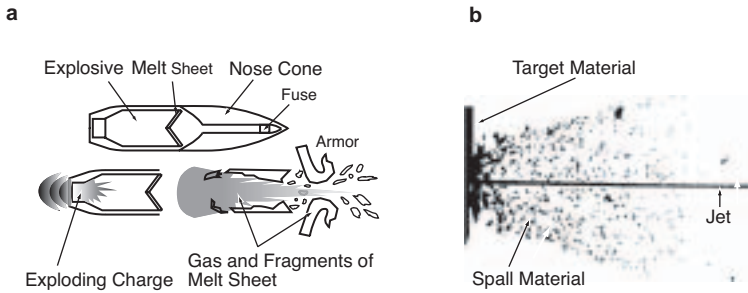 a
Explosive Melt Sheet Nose Cone
Fuse
Armor
Exploding Charge
Gas and Fragments of
Melt Sheet
b
Target Material
Jet
Spall Material